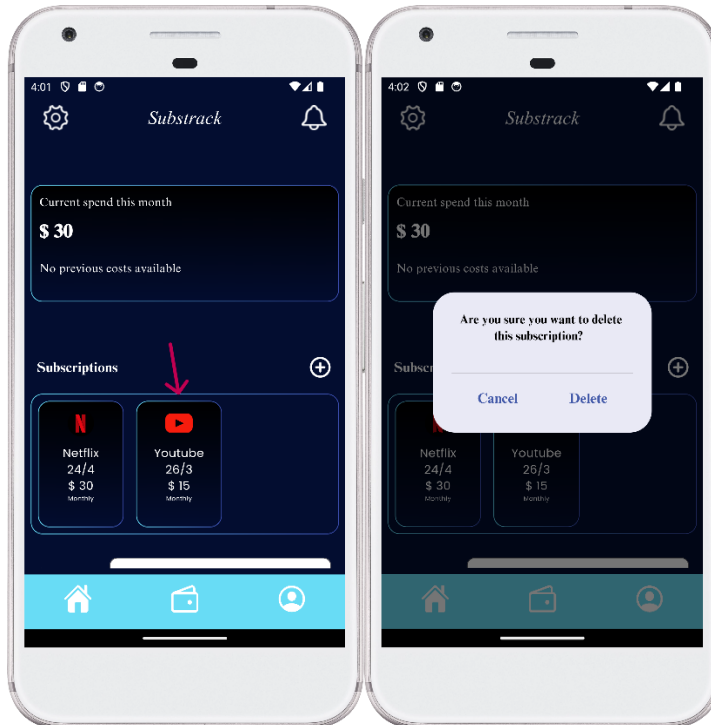 4:01
Substrack
Current spend this month
$ 30
No previous costs available
Subscriptions
N
Netflix
24/4
$ 30
Monthly
Youtube
26/3
$ 15
Monthly
4:02
Substrack
Current spend this month
$ 30
No previous costs available
Are you sure you want to delete
this subscription?
Cancel
Delete
Subsc
Netflix
24/4
$ 30
Monthly
Youtube
26/3
$ 15
Monthly